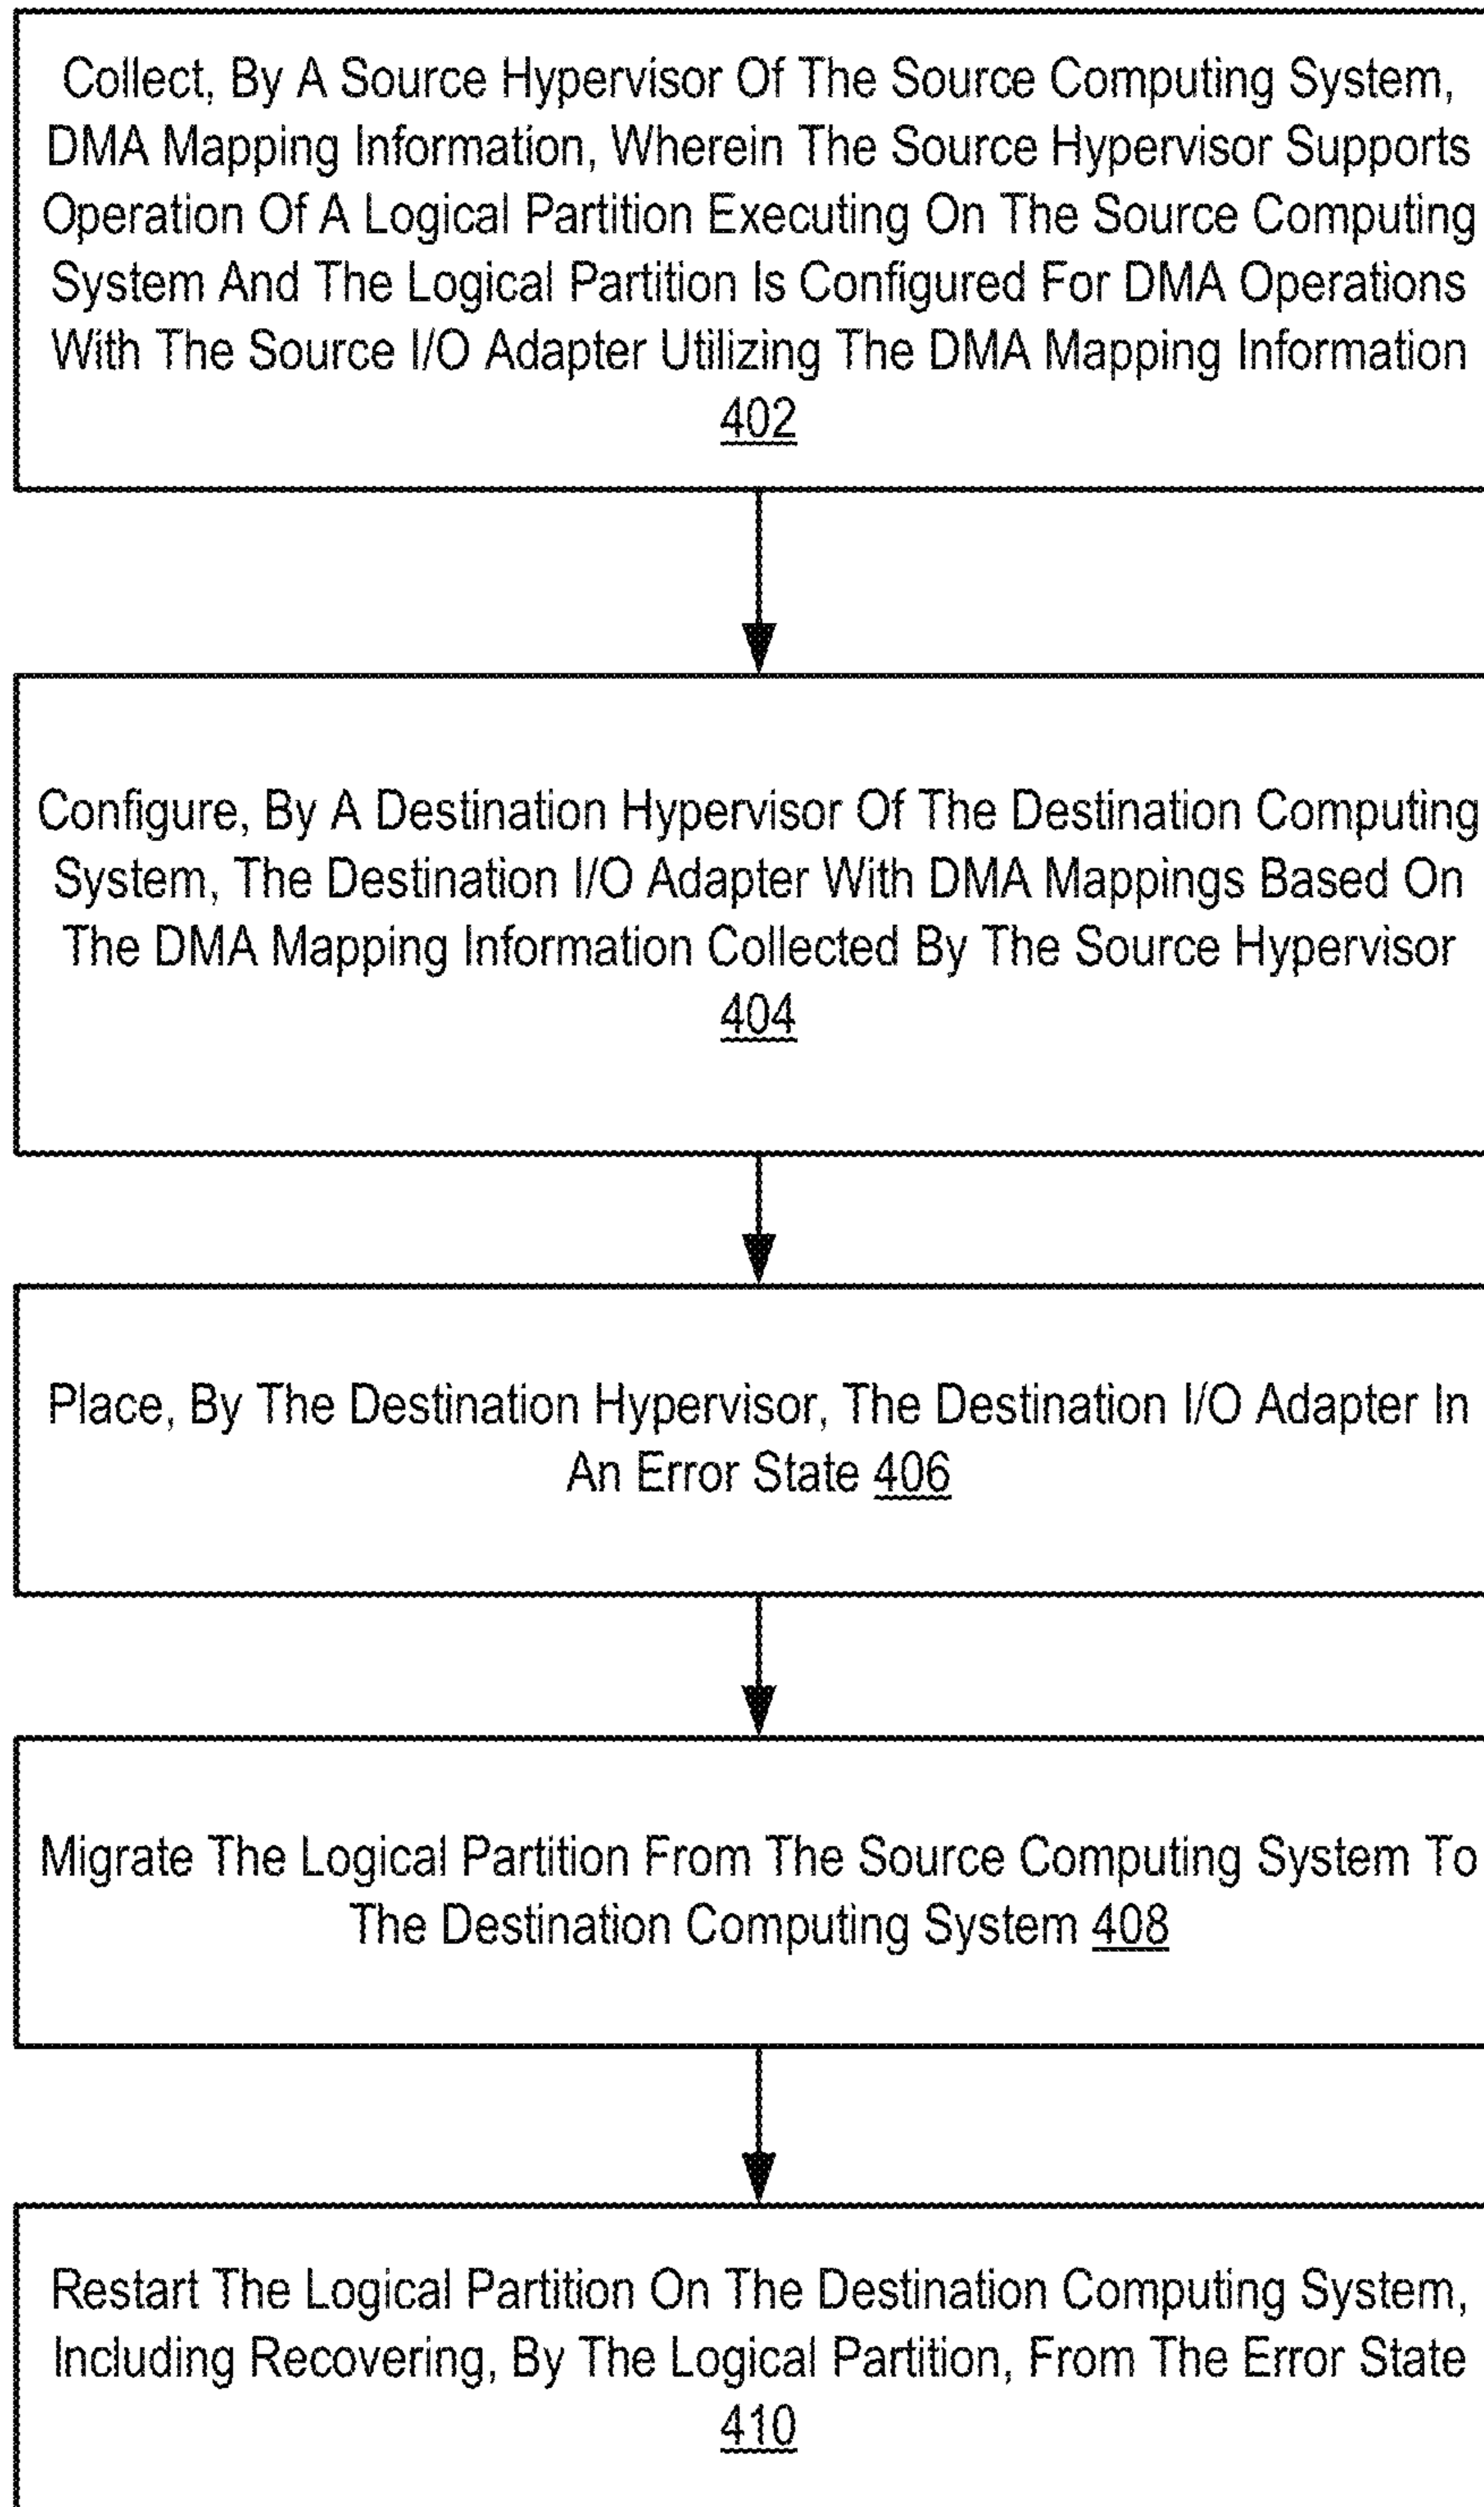 Collect, By A Source Hypervisor Of The Source Computing System,
DMA Mapping Information, Wherein The Source Hypervisor Supports
Operation Of A Logical Partition Executing On The Source Computing
System And The Logical Partition Is Configured For DMA Operations
With The Source I/O Adapter Utilizing The DMA Mapping Information
402
Configure, By A Destination Hypervisor Of The Destination Computing
System, The Destination I/O Adapter With DMA Mappings Based On
The DMA Mapping Information Collected By The Source Hypervisor
404
Place, By The Destination Hypervisor, The Destination I/O Adapter In
An Error State 406
Migrate The Logical Partition From The Source Computing System To
The Destination Computing System 408
Restart The Logical Partition On The Destination Computing System,
Including Recovering, By The Logical Partition, From The Error State
410